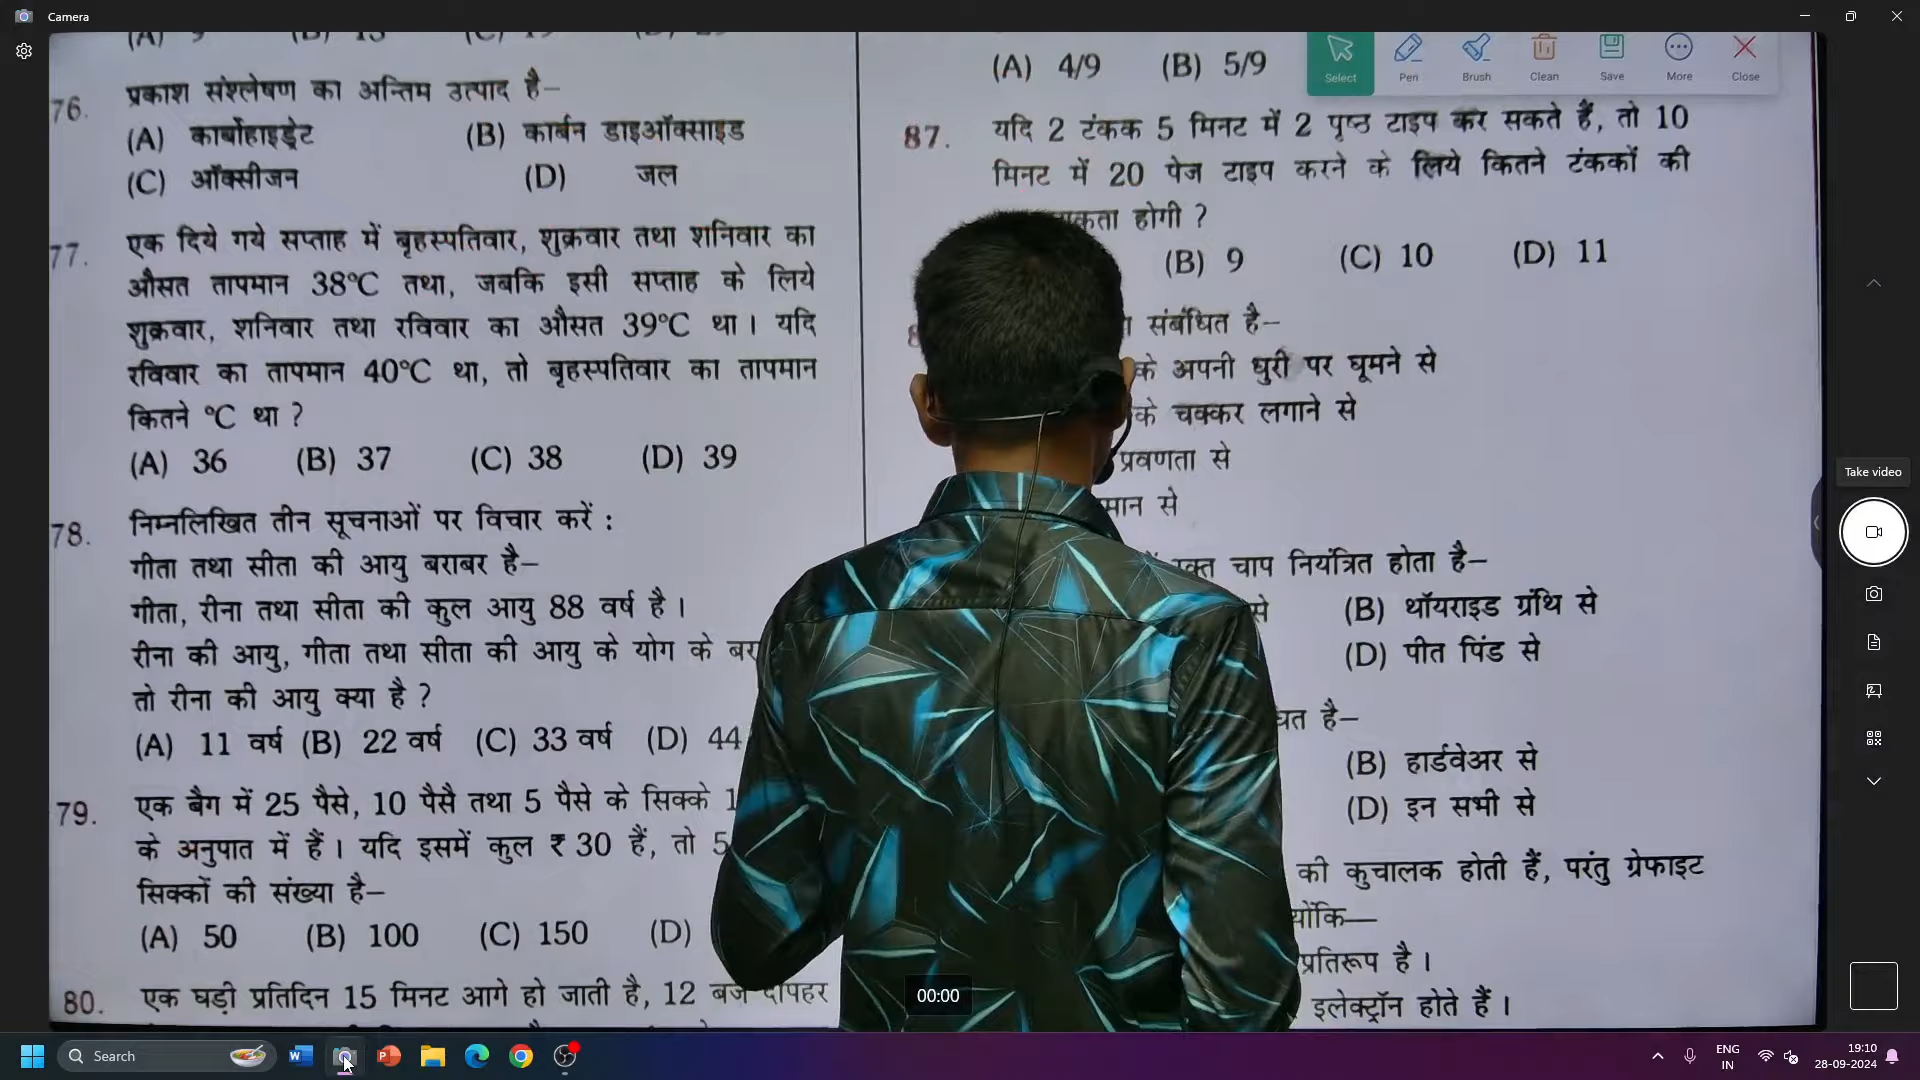 Camera
76. प्रकाश संश्लेषण का अन्तिम उत्पाद है–
(A) कार्बोहाइड्रेट (B) कार्बन डाइऑक्साइड
(C) ऑक्सीजन (D) जल
77. एक दिये गये सप्ताह में बृहस्पतिवार, शुक्रवार तथा शनिवार का
औसत तापमान 38°C तथा, जबकि इसी सप्ताह के लिये
शुक्रवार, शनिवार तथा रविवार का औसत 39°C था। यदि
रविवार का तापमान 40°C था, तो बृहस्पतिवार का तापमान
कितने °C था ?
(A) 36 (B) 37 (C) 38 (D) 39
78. निम्नलिखित तीन सूचनाओं पर विचार करें :
गीता तथा सीता की आयु बराबर है–
गीता, रीना तथा सीता की कुल आयु 88 वर्ष है।
रीना की आयु, गीता तथा सीता की आयु के योग के
तो रीना की आयु क्या है ?
(A) 11 वर्ष (B) 22 वर्ष (C) 33 वर्ष (D) 44
79. एक बैग में 25 पैसे, 10 पैसै तथा 5 पैसे के सिक्के 1
के अनुपात में हैं। यदि इसमें कुल ₹ 30 हैं, तो 5
सिक्कों की संख्या है–
(A) 50 (B) 100 (C) 150 (D)
80. एक घड़ी प्रतिदिन 15 मिनट आगे हो जाती है, 12 बजे दोपहर
(A) 4/9 (B) 5/9
87. यदि 2 टंकक 5 मिनट में 2 पृष्ठ टाइप कर सकते हैं, तो 10
मिनट में 20 पेज टाइप करने के लिये कितने टंककों की
होगी ?
(B) 9 (C) 10 (D) 11
संबंधित है–
के अपनी धुरी पर घूमने से
के चक्कर लगाने से
प्रवणता से
से
चाप नियंत्रित होता है–
से (B) थॉयराइड ग्रंथि से
(D) पीत पिंड से
है–
(B) हार्डवेअर से
(D) इन सभी से
की कुचालक होती हैं, परंतु ग्रेफाइट
प्रतिरूप है।
इलेक्ट्रॉन होते हैं।
Select Pen Brush Clean Save More Close
Take video
00:00
Search
ENG
IN
19:10
28-09-2024